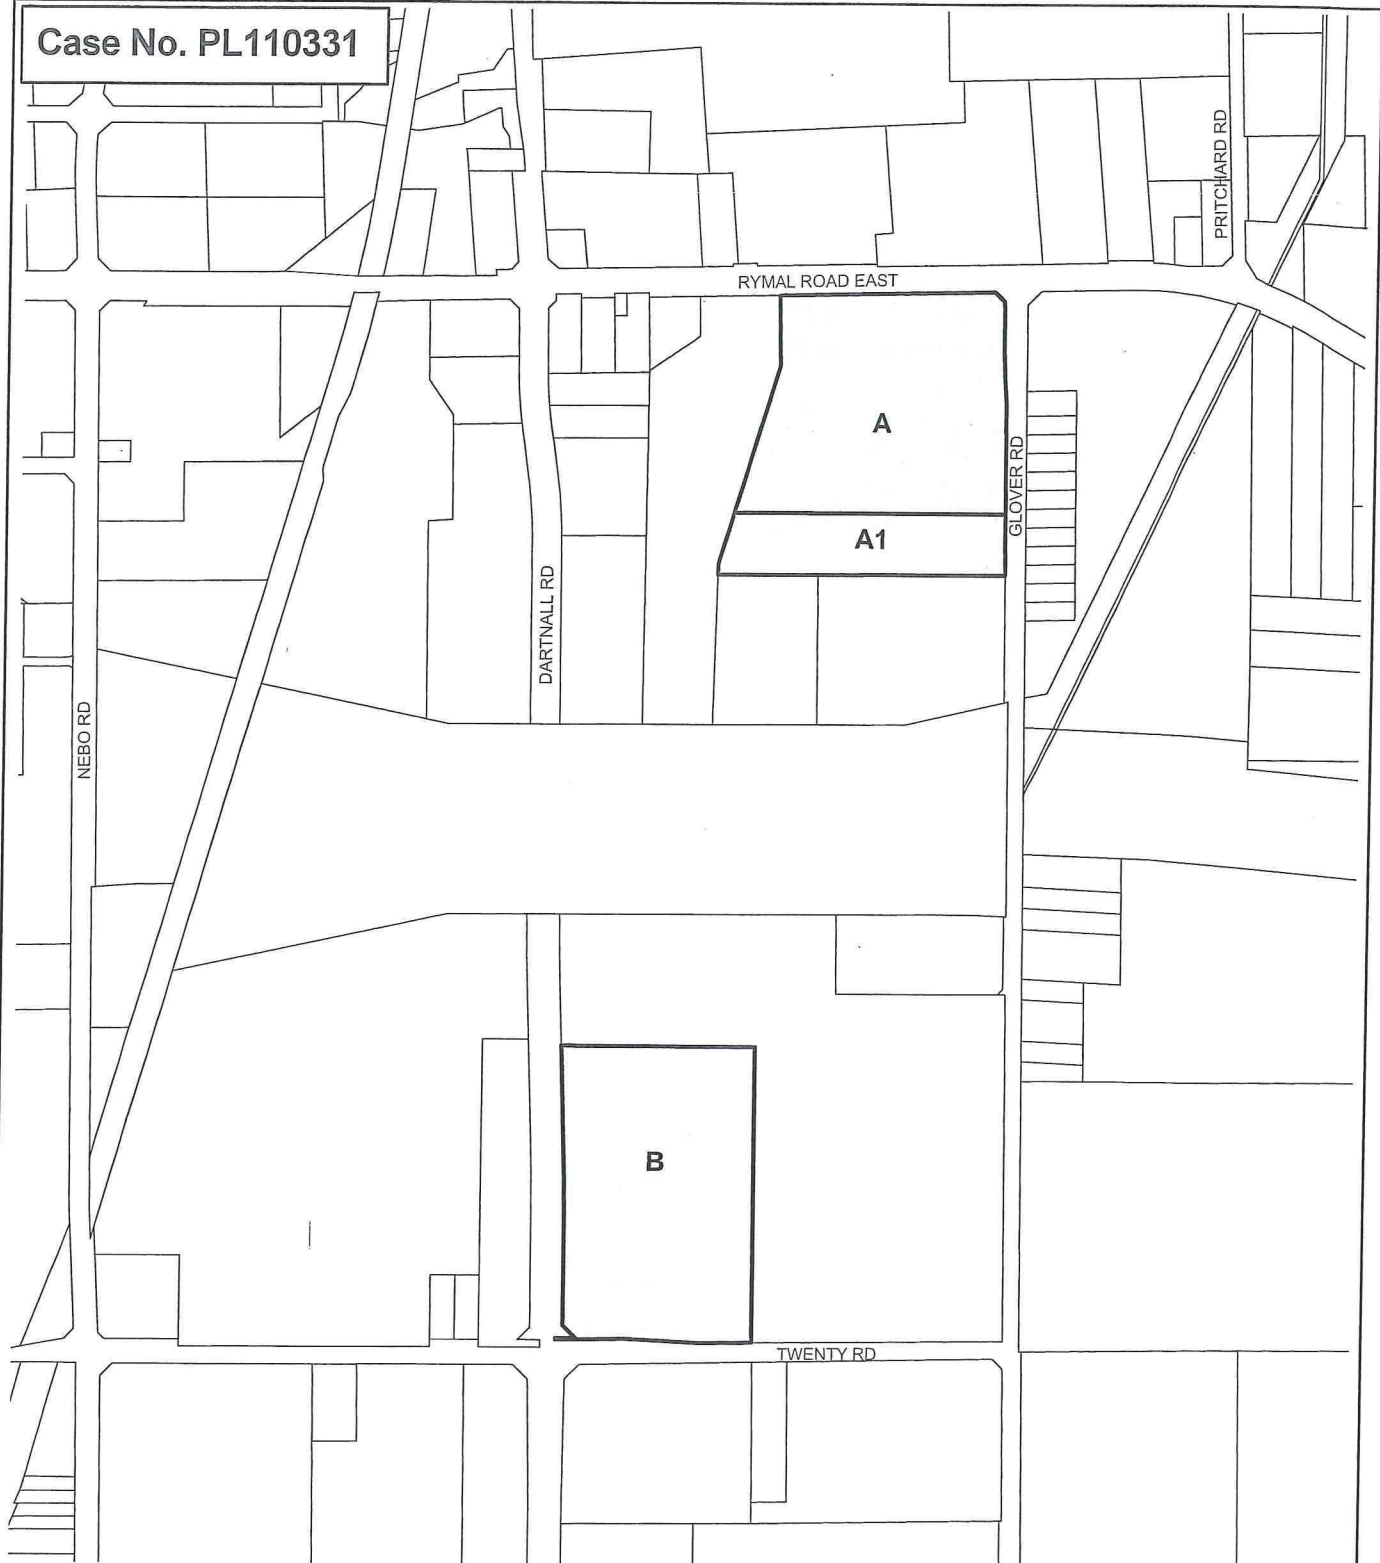 Case No. PL110331
PRITCHARD RD
RYMAL ROAD EAST
A
GLOVER RD
A1
DARTNALL RD
NEBO RD
B
TWENTY RD